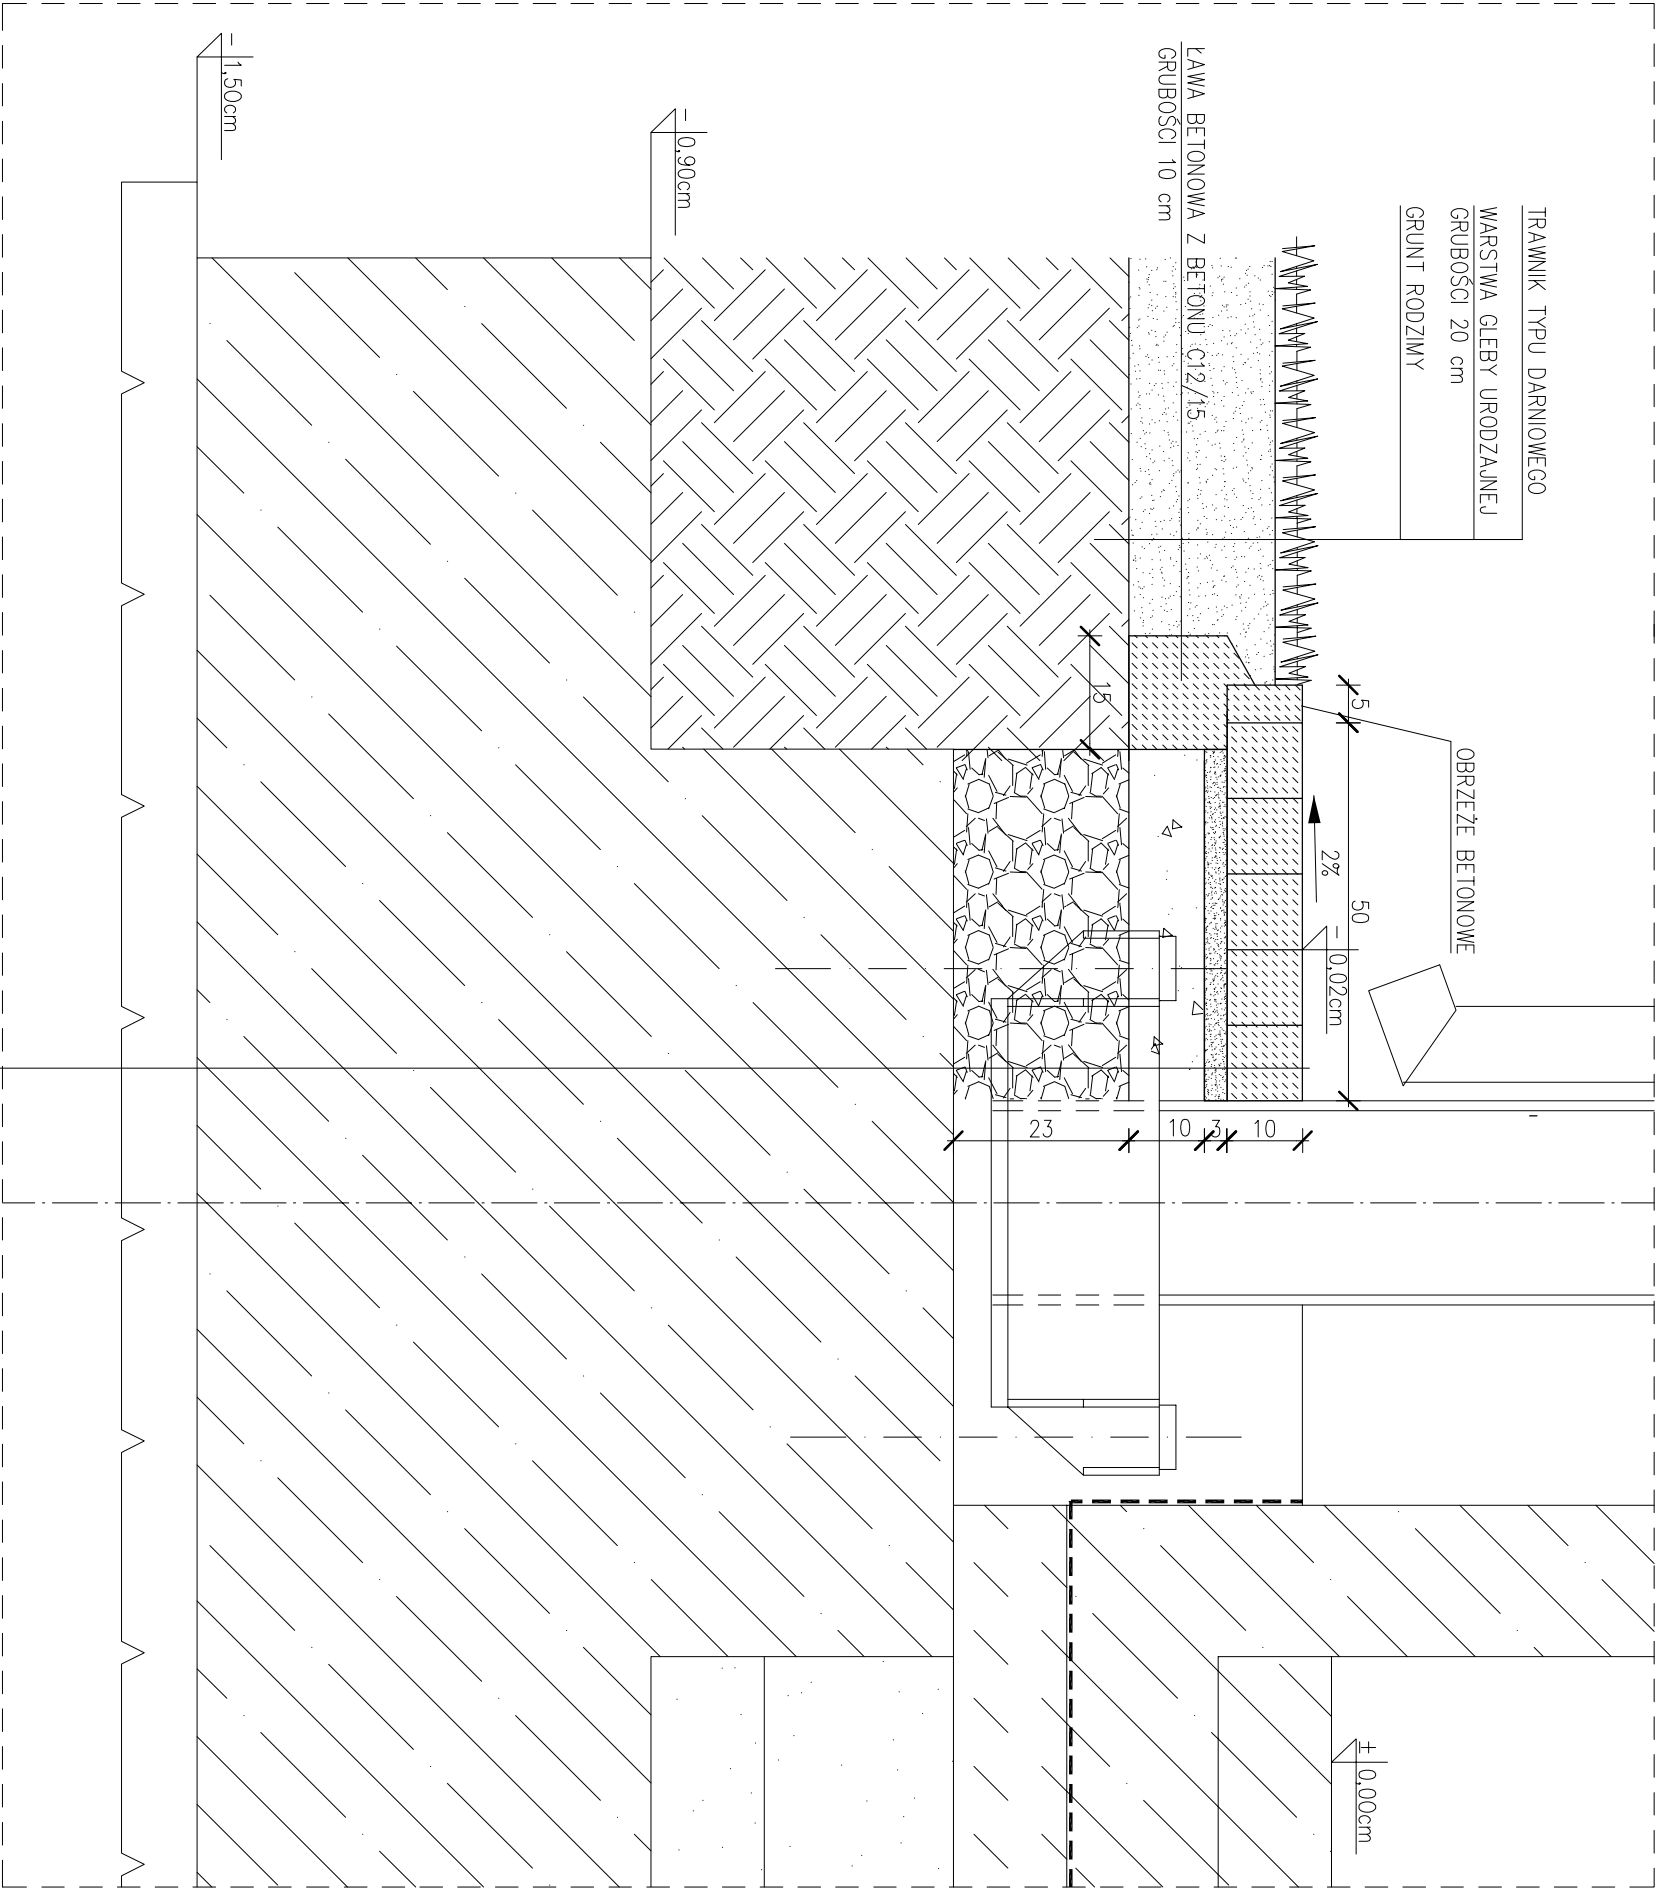 TRAWNIK TYPU DARNIOWEGO
WARSTWA GLEBY URODZAJNEJ
GRUBOŚCI 20 cm
GRUNT RODZIMY
OBRZEŻE BETONOWE
5
50
2%
-0,02cm
±0,00cm
ŁAWA BETONOWA Z BETONU C12/15
GRUBOŚCI 10 cm
15
10
3
10
23
-0,90cm
-1,50cm